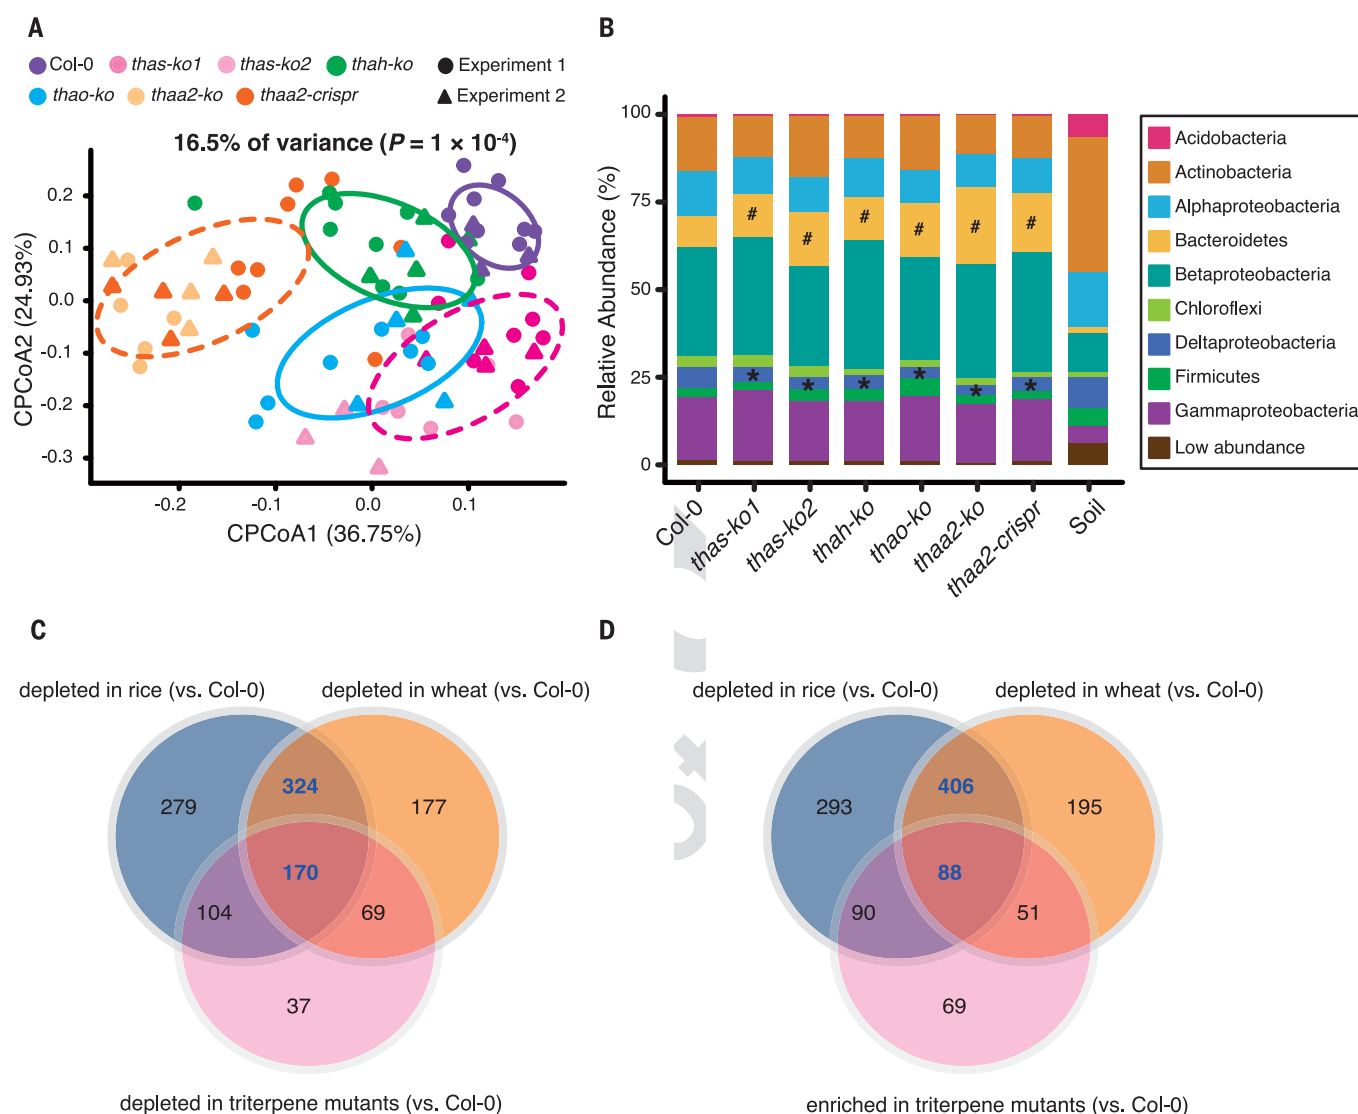 A
Col-0 thas-ko1 thas-ko2 thah-ko Experiment 1
thao-ko thaa2-ko thaa2-crispr Experiment 2
16.5% of variance (P = 1 × 10-4)
0.2
0.1
0.0
-0.1
-0.2
-0.3
CPCoA2 (24.93%)
-0.2 -0.1 0.0 0.1
CPCoA1 (36.75%)
B
100
75
50
25
0
Relative Abundance (%)
# # # # # #
* * * * * *
Col-0 thas-ko1 thas-ko2 thah-ko thao-ko thaa2-ko thaa2-crispr Soil
Acidobacteria
Actinobacteria
Alphaproteobacteria
Bacteroidetes
Betaproteobacteria
Chloroflexi
Deltaproteobacteria
Firmicutes
Gammaproteobacteria
Low abundance
C
depleted in rice (vs. Col-0) depleted in wheat (vs. Col-0)
324
279 177
170
104 69
37
depleted in triterpene mutants (vs. Col-0)
D
depleted in rice (vs. Col-0) depleted in wheat (vs. Col-0)
406
293 195
88
90 51
69
enriched in triterpene mutants (vs. Col-0)